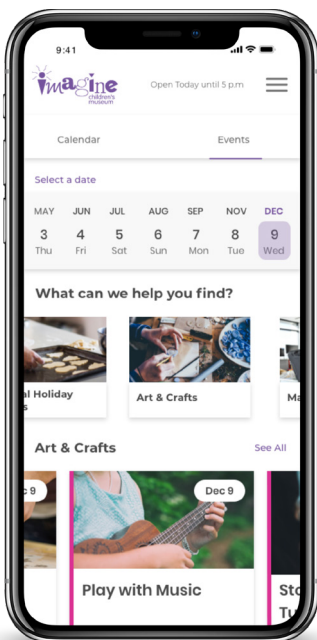 9:41
imagine
children's
museum
Open Today until 5 p.m
Calendar Events
Select a date
MAY JUN JUL AUG SEP NOV DEC
3 4 5 6 7 8 9
Thu Fri Sat Sun Mon Tue Wed
What can we help you find?
al Holiday
s
Art & Crafts
Ma
Art & Crafts See All
c 9
Dec 9
Play with Music
Sto
Tu